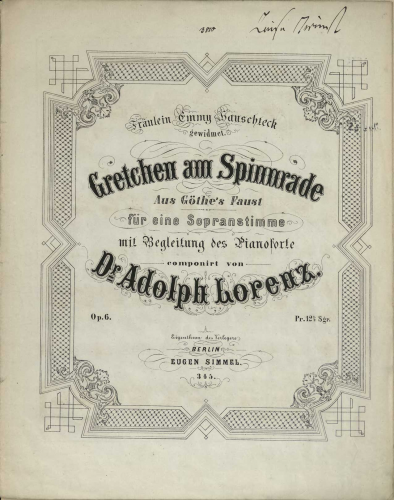 Fräulein Emmy Hauschteck
gewidmet.
Gretchen am Spinnrade
Aus Göthe's Faust
für eine Sopranstimme
mit Begleitung des Pianoforte
componirt von
Dr Adolph Lorenz.
Op. 6.
Pr. 12½ Sgr.
Eigenthum des Verlegers
BERLIN
EUGEN SIMMEL.
345.